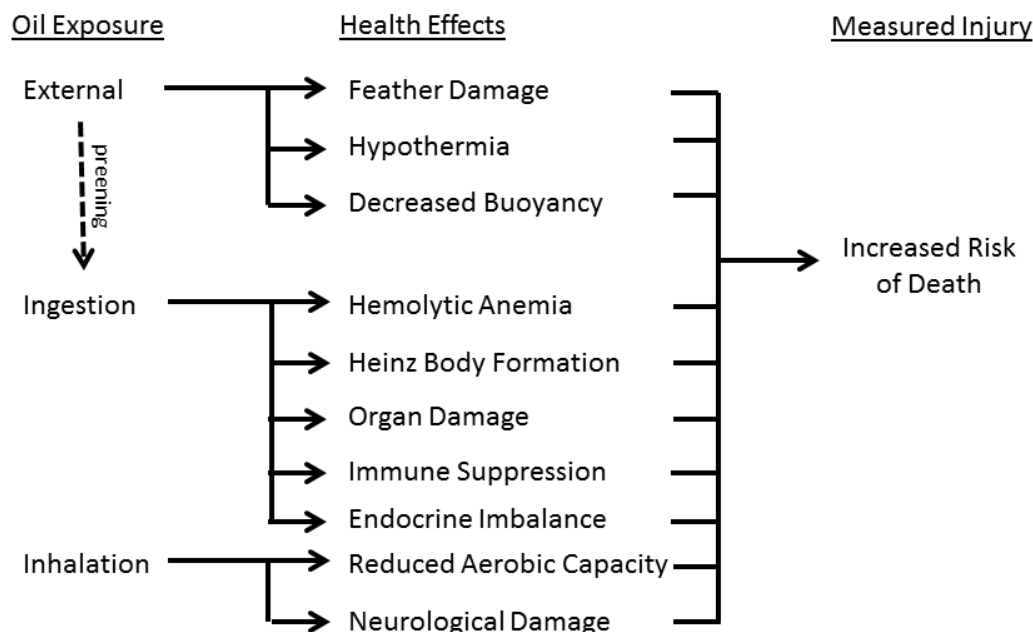 Oil Exposure Health Effects Measured Injury
External Feather Damage
preening
Hypothermia
Decreased Buoyancy
Increased Risk
of Death
Ingestion Hemolytic Anemia
Heinz Body Formation
Organ Damage
Immune Suppression
Endocrine Imbalance
Inhalation Reduced Aerobic Capacity
Neurological Damage